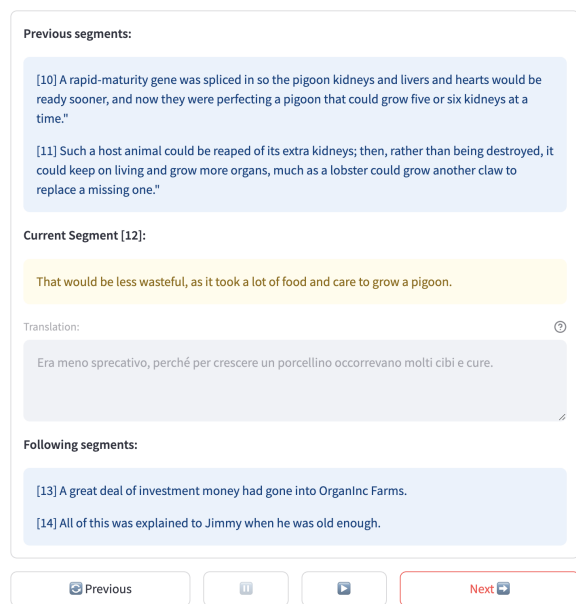 Previous segments:
[10] A rapid-maturity gene was spliced in so the pigoon kidneys and livers and hearts would be
ready sooner, and now they were perfecting a pigoon that could grow five or six kidneys at a
time."
[11] Such a host animal could be reaped of its extra kidneys; then, rather than being destroyed, it
could keep on living and grow more organs, much as a lobster could grow another claw to
replace a missing one."
Current Segment [12]:
That would be less wasteful, as it took a lot of food and care to grow a pigoon.
Translation:
Era meno sprecativo, perché per crescere un porcellino occorrevano molti cibi e cure.
Following segments:
[13] A great deal of investment money had gone into OrganInc Farms.
[14] All of this was explained to Jimmy when he was old enough.
Previous
Next